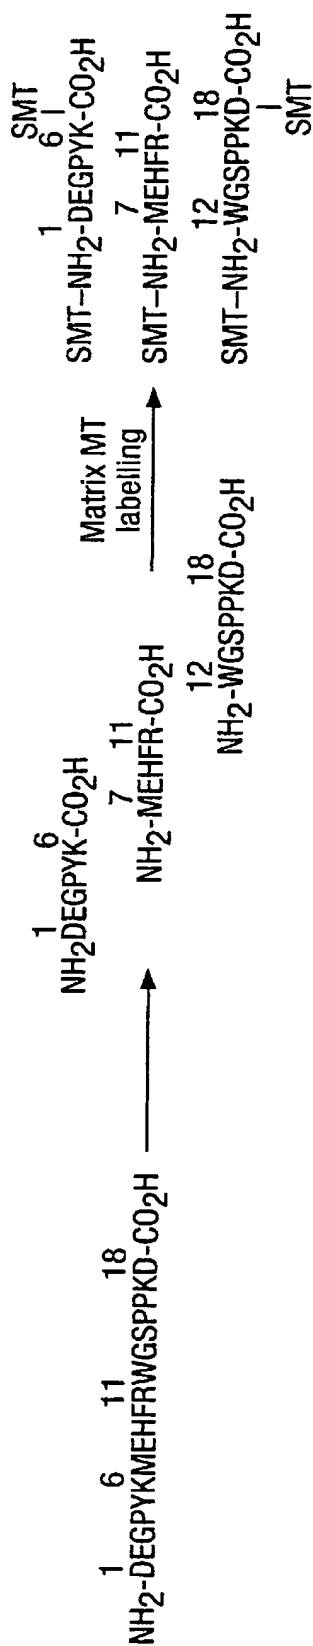 1 6 11 18
NH2-DEGPYKMEHFRWGSPPKD-CO2H
1 6
NH2DEGPYK-CO2H
7 11
NH2-MEHFR-CO2H
12 18
NH2-WGSPPKD-CO2H
Matrix MT
labelling
SMT
1 6
SMT–NH2-DEGPYK-CO2H
7 11
SMT–NH2-MEHFR-CO2H
12 18
SMT–NH2-WGSPPKD-CO2H
SMT